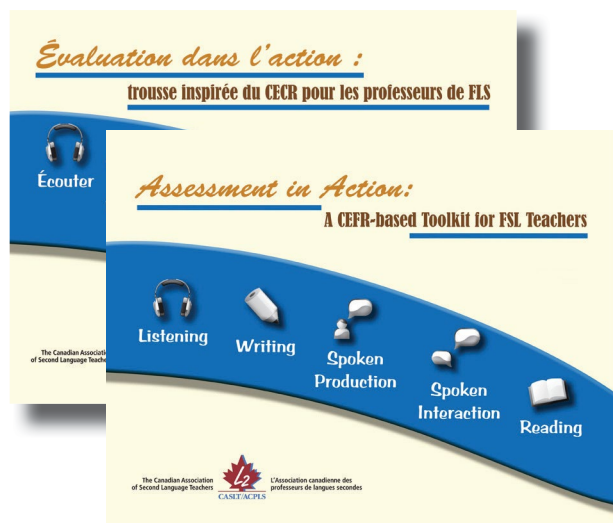 Évaluation dans l'action :
trousse inspirée du CECR pour les professeurs de FLS
Écouter
The Canadian
of Second Language
Assessment in Action:
A CEFR-based Toolkit for FSL Teachers
Listening
Writing
Spoken
Production
Spoken
Interaction
Reading
The Canadian Association
of Second Language Teachers
L2
CASLT/ACPLS
L'Association canadienne des
professeurs de langues secondes